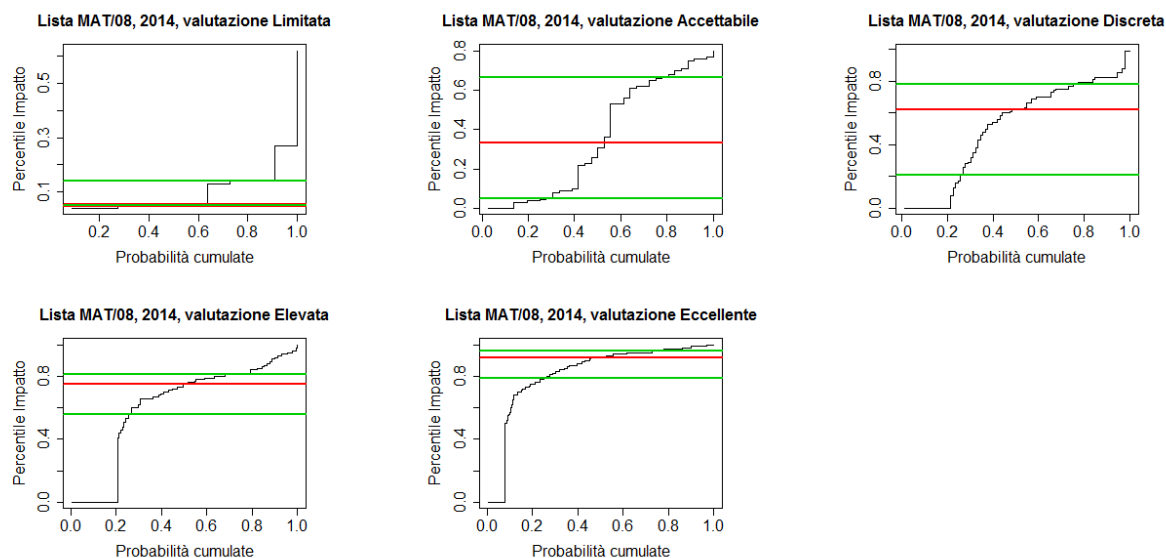 Lista MAT/08, 2014, valutazione Limitata
Percentile Impatto
0.1 0.3 0.5
0.2 0.4 0.6 0.8 1.0
Probabilità cumulate
Lista MAT/08, 2014, valutazione Accettabile
Percentile Impatto
0.0 0.2 0.4 0.6 0.8
0.0 0.2 0.4 0.6 0.8 1.0
Probabilità cumulate
Lista MAT/08, 2014, valutazione Discreta
Percentile Impatto
0.0 0.4 0.8
0.0 0.2 0.4 0.6 0.8 1.0
Probabilità cumulate
Lista MAT/08, 2014, valutazione Elevata
Percentile Impatto
0.0 0.4 0.8
0.0 0.2 0.4 0.6 0.8 1.0
Probabilità cumulate
Lista MAT/08, 2014, valutazione Eccellente
Percentile Impatto
0.0 0.4 0.8
0.0 0.2 0.4 0.6 0.8 1.0
Probabilità cumulate